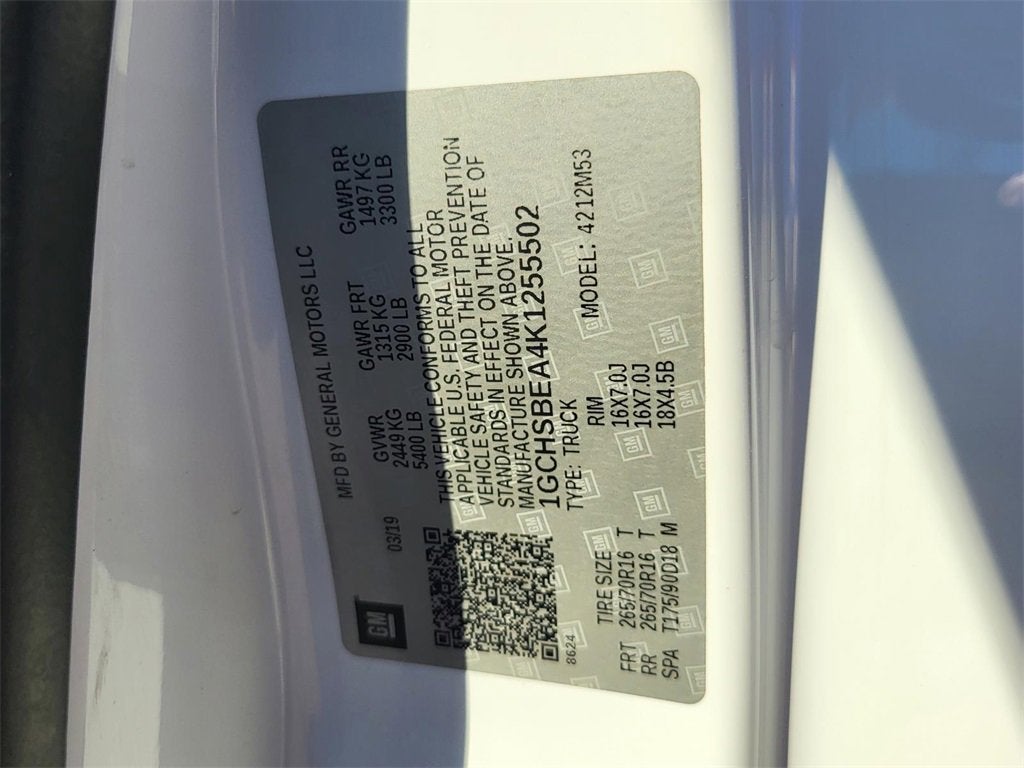 GM
MFD BY GENERAL MOTORS LLC
03/19
GVWR GAWR FRT GAWR RR
2449 KG 1315 KG 1497 KG
5400 LB 2900 LB 3300 LB
THIS VEHICLE CONFORMS TO ALL
APPLICABLE U.S. FEDERAL MOTOR
VEHICLE SAFETY AND THEFT PREVENTION
STANDARDS IN EFFECT ON THE DATE OF
MANUFACTURE SHOWN ABOVE.
1GCHSBEA4K1255502
TYPE: TRUCK MODEL: 4212M53
8624
TIRE SIZE RIM
FRT 265/70R16 T 16X7.0J
RR 265/70R16 T 16X7.0J
SPA T175/90D18 M 18X4.5B